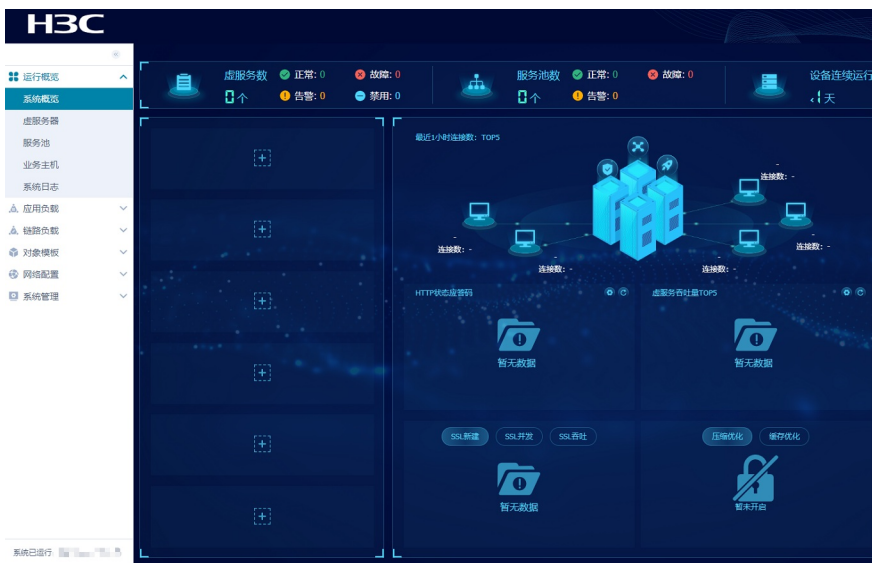 H3C
运行概览
系统概览
虚服务器
服务池
业务主机
系统日志
应用负载
链路负载
对象模板
网络配置
系统管理
系统已运行
虚服务数 正常: 0 故障: 0
0个 告警: 0 禁用: 0
服务池数 正常: 0 故障: 0
0个 告警: 0
设备连续运行
<1天
最近1小时连接数: TOP5
-
连接数: -
-
连接数: -
-
连接数: -
-
连接数: -
-
连接数: -
HTTP状态应答码
暂无数据
虚服务吞吐量TOP5
暂无数据
SSL新建 SSL并发 SSL吞吐
暂无数据
压缩优化 缓存优化
暂未开启